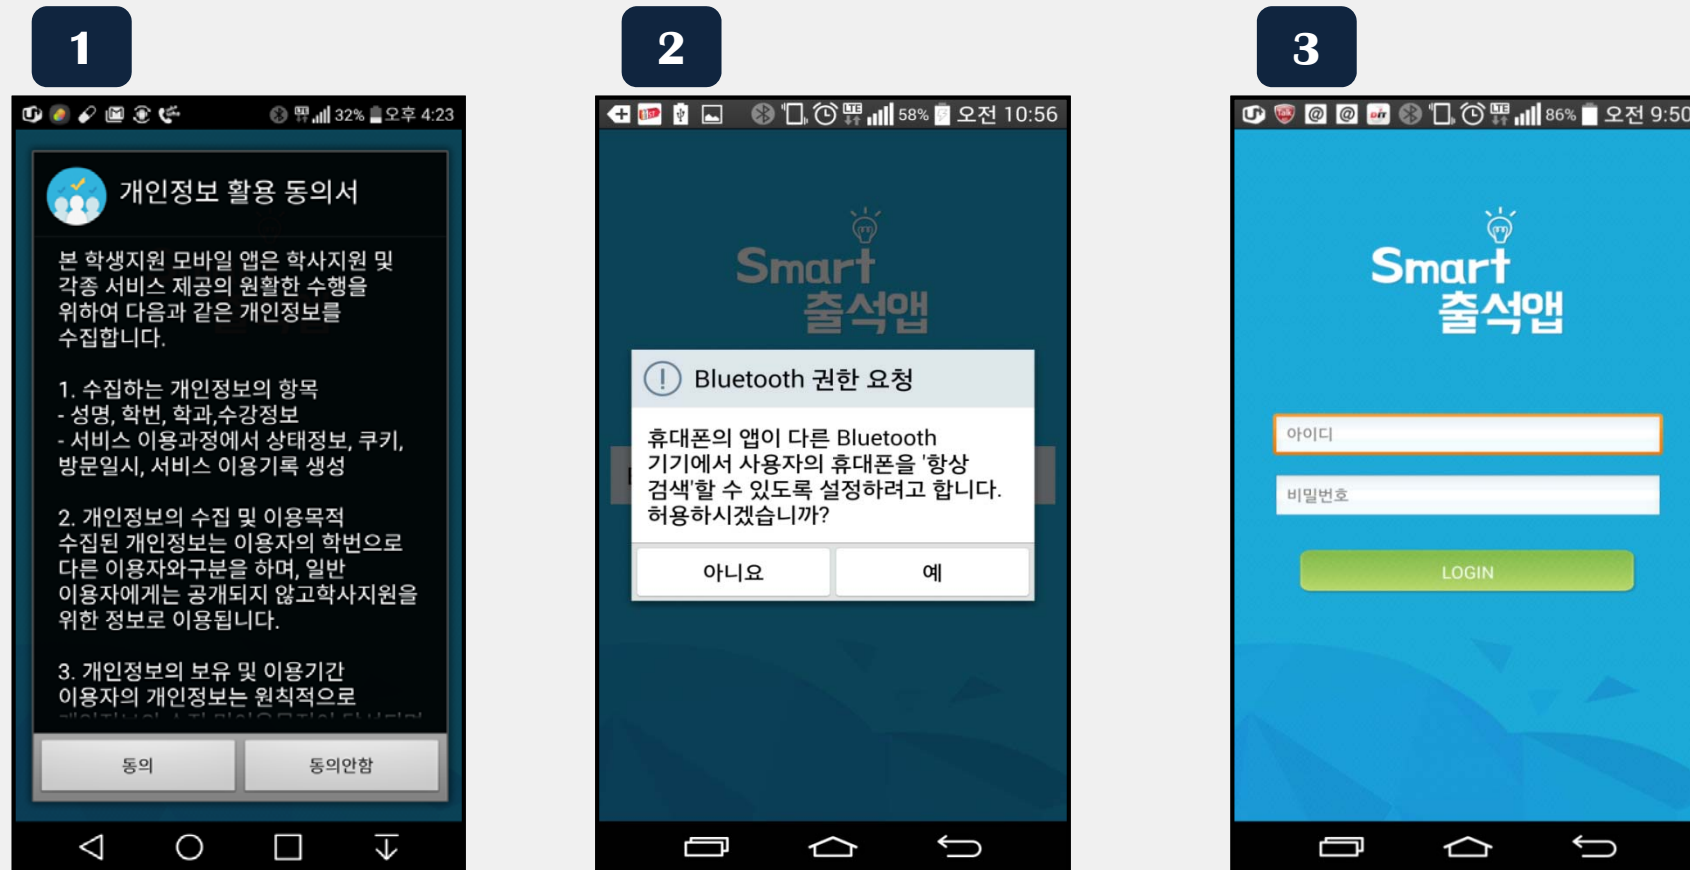 1
32% 오후 4:23
개인정보 활용 동의서
본 학생지원 모바일 앱은 학사지원 및
각종 서비스 제공의 원활한 수행을
위하여 다음과 같은 개인정보를
수집합니다.
1. 수집하는 개인정보의 항목
- 성명, 학번, 학과,수강정보
- 서비스 이용과정에서 상태정보, 쿠키,
방문일시, 서비스 이용기록 생성
2. 개인정보의 수집 및 이용목적
수집된 개인정보는 이용자의 학번으로
다른 이용자와구분을 하며, 일반
이용자에게는 공개되지 않고학사지원을
위한 정보로 이용됩니다.
3. 개인정보의 보유 및 이용기간
이용자의 개인정보는 원칙적으로
동의
동의안함
2
LTE 58% 오전 10:56
Smart
출석앱
Bluetooth 권한 요청
휴대폰의 앱이 다른 Bluetooth
기기에서 사용자의 휴대폰을 '항상
검색'할 수 있도록 설정하려고 합니다.
허용하시겠습니까?
아니요
예
3
LTE 86% 오전 9:50
Smart
출석앱
아이디
비밀번호
LOGIN